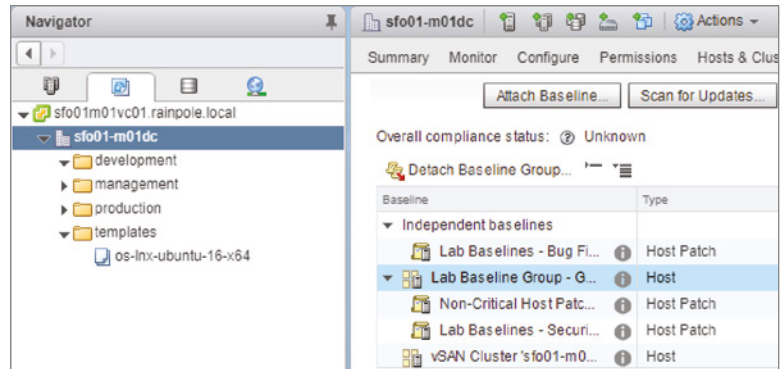 Navigator
sfo01-m01dc
Actions
Summary Monitor Configure Permissions Hosts & Clus
Attach Baseline... Scan for Updates...
sfo01m01vc01.rainpole.local
sfo01-m01dc
development
management
production
templates
os-lnx-ubuntu-16-x64
Overall compliance status: Unknown
Detach Baseline Group...
Baseline Type
Independent baselines
Lab Baselines - Bug Fi... Host Patch
Lab Baseline Group - G... Host
Non-Critical Host Patc... Host Patch
Lab Baselines - Securi... Host Patch
vSAN Cluster 'sfo01-m0... Host